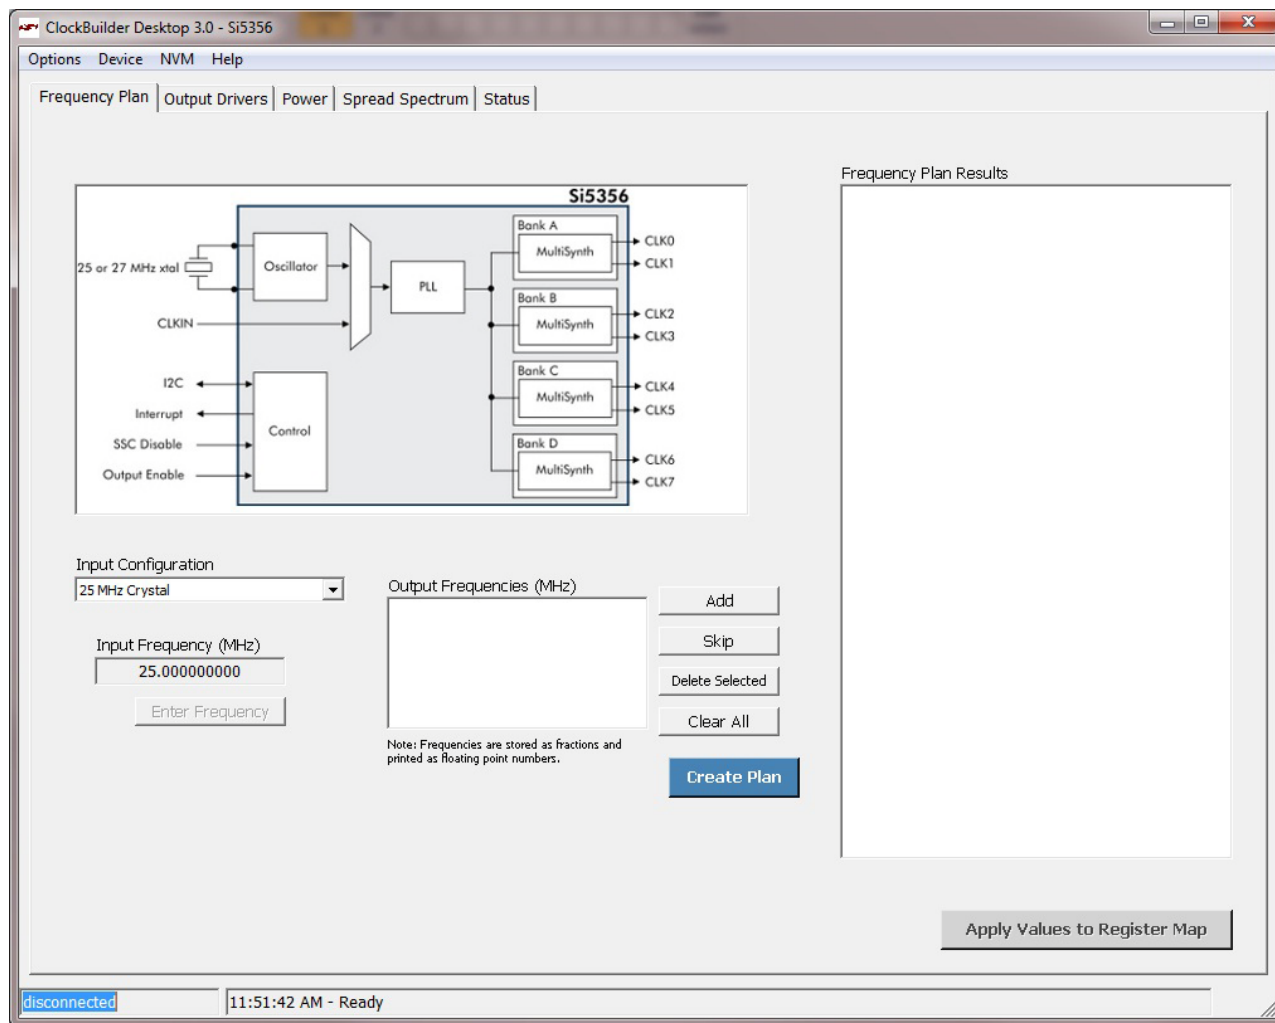 ClockBuilder Desktop 3.0 - Si5356
Options Device NVM Help
Frequency Plan Output Drivers Power Spread Spectrum Status
Frequency Plan Results
Si5356
Bank A
MultiSynth
CLK0
CLK1
25 or 27 MHz xtal
Oscillator
PLL
Bank B
MultiSynth
CLK2
CLK3
CLKIN
Bank C
MultiSynth
CLK4
CLK5
I2C
Interrupt
Control
SSC Disable
Output Enable
Bank D
MultiSynth
CLK6
CLK7
Input Configuration
25 MHz Crystal
Input Frequency (MHz)
25.000000000
Enter Frequency
Output Frequencies (MHz)
Add
Skip
Delete Selected
Clear All
Note: Frequencies are stored as fractions and
printed as floating point numbers.
Create Plan
Apply Values to Register Map
disconnected
11:51:42 AM - Ready